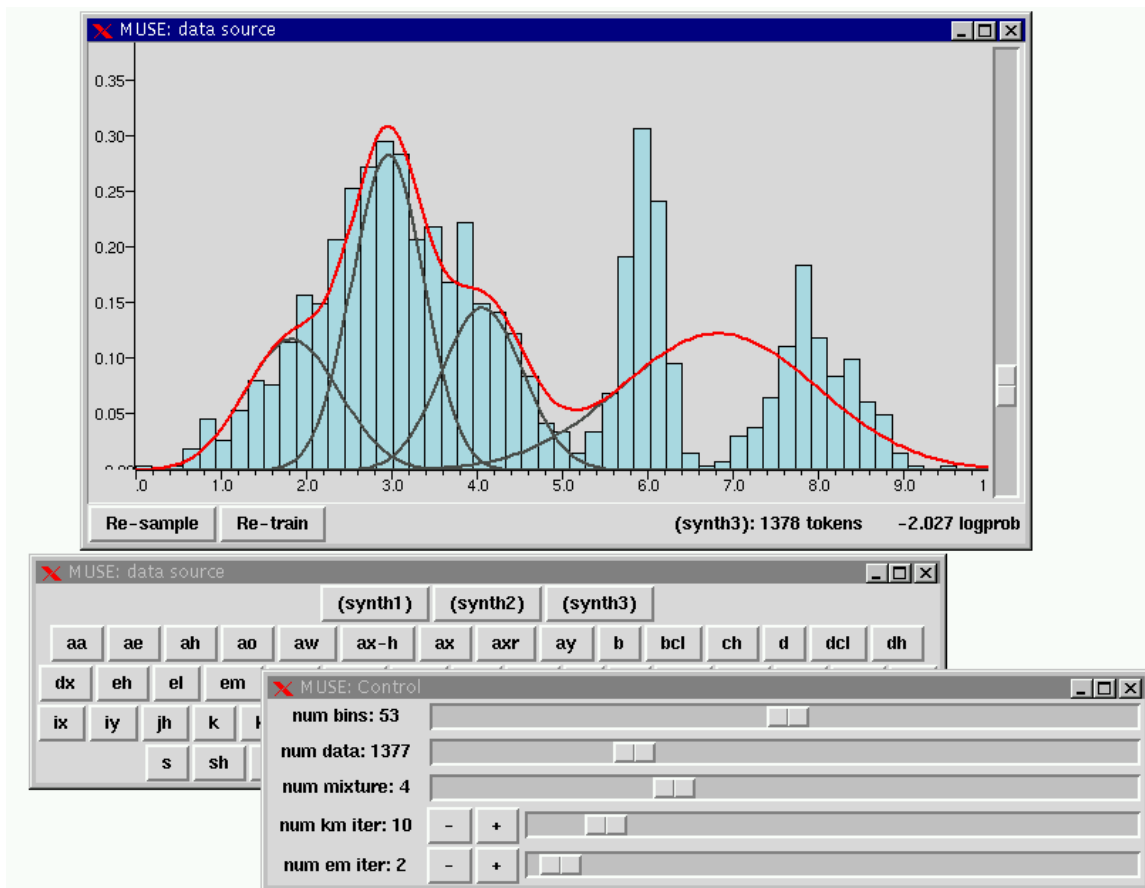 MUSE: data source
0.35
0.30
0.25
0.20
0.15
0.10
0.05
.0 1.0 2.0 3.0 4.0 5.0 6.0 7.0 8.0 9.0 1
Re-sample Re-train (synth3): 1378 tokens -2.027 logprob
MUSE: data source
(synth1) (synth2) (synth3)
aa ae ah ao aw ax-h ax axr ay b bcl ch d dcl dh
dx eh el em
ix iy jh k
s sh
MUSE: Control
num bins: 53
num data: 1377
num mixture: 4
num km iter: 10 - +
num em iter: 2 - +